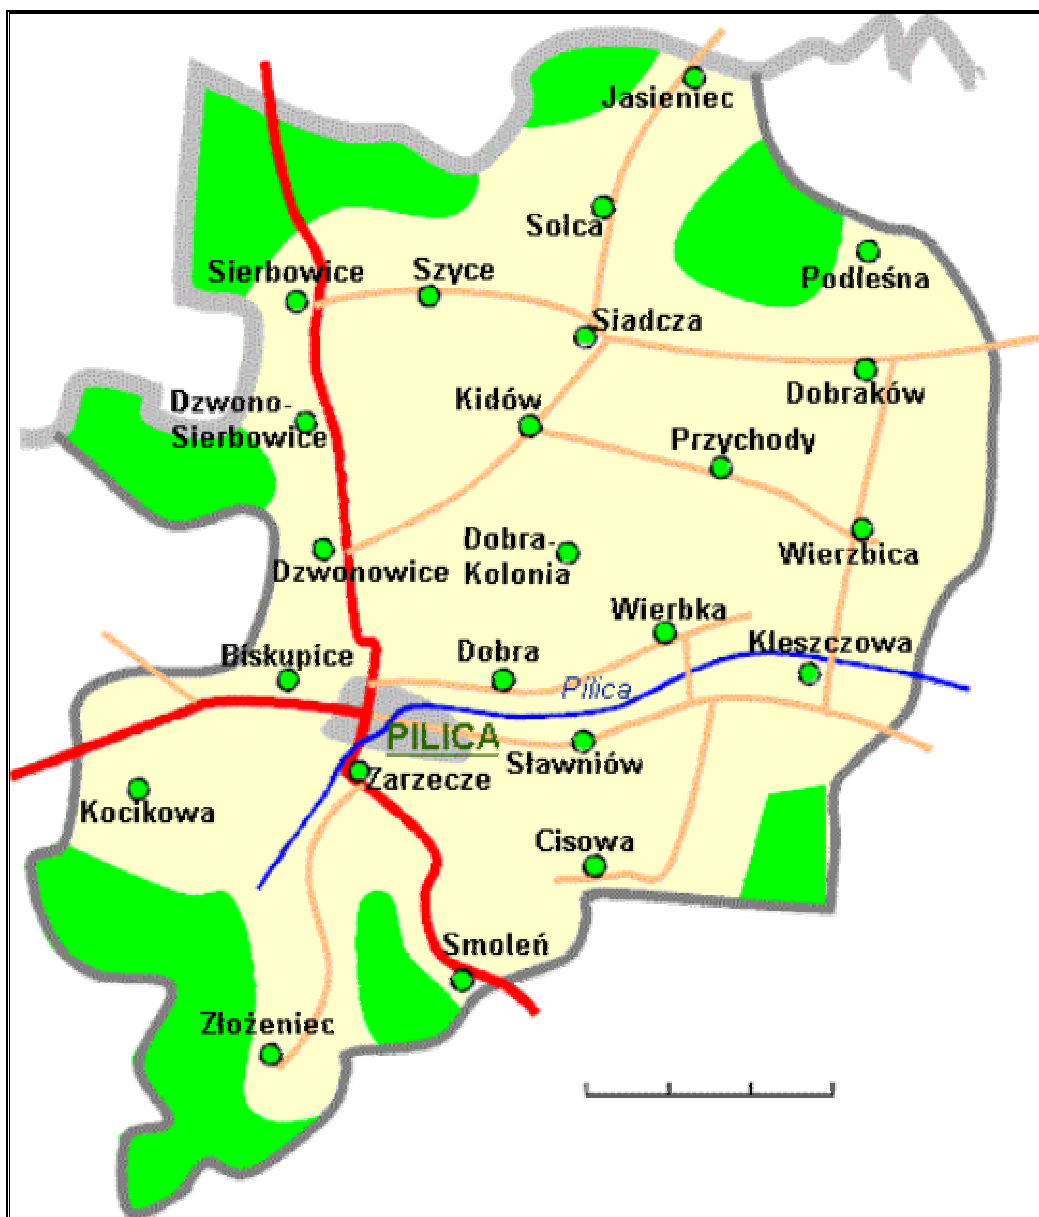 Jasieniec
Solca
Podleśna
Sierbowice
Szyce
Siadcza
Dobraków
Dzwono-
Sierbowice
Kidów
Przychody
Dzwonowice
Dobra-
Kolonia
Wierzbica
Wierbka
Kleszczowa
Biskupice
Dobra
Pilica
PILICA
Sławniów
Zarzecze
Kocikowa
Cisowa
Smoleń
Złożeniec